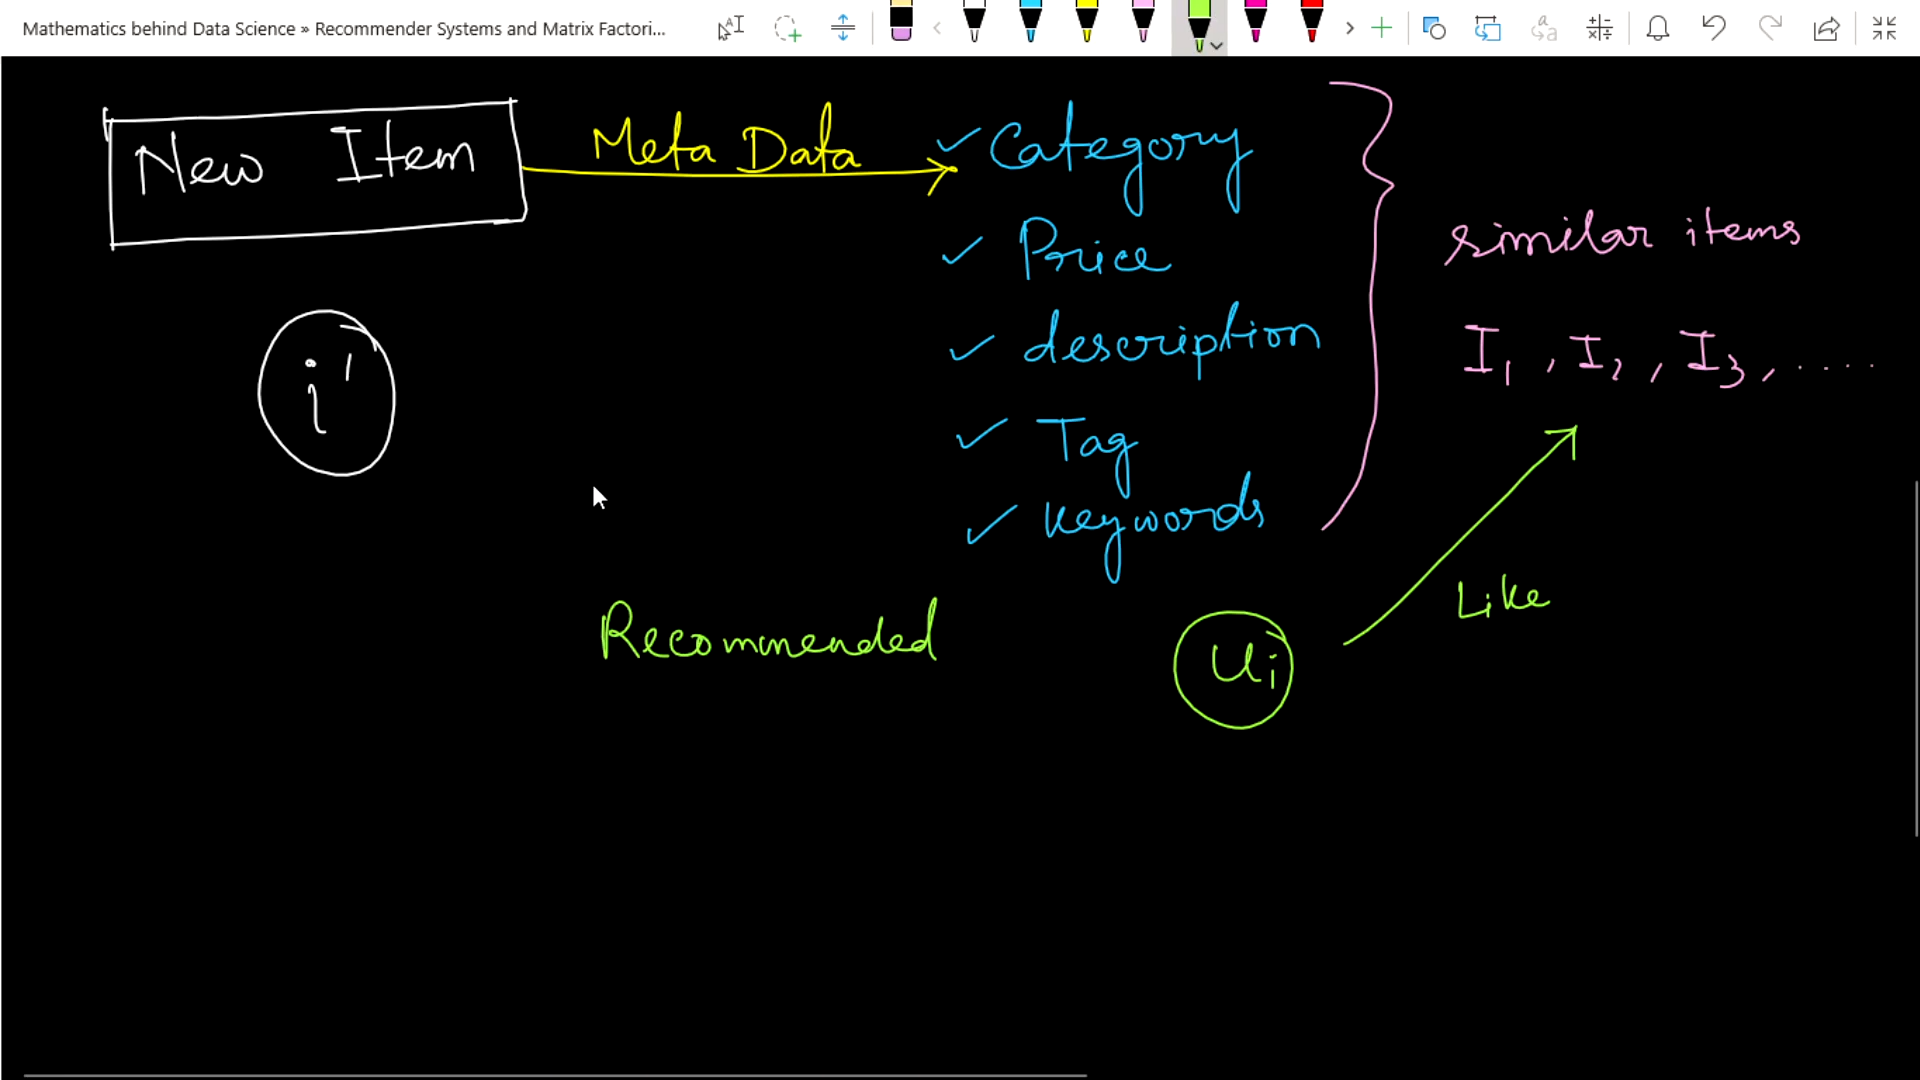 Mathematics behind Data Science » Recommender Systems and Matrix Factori...
New Item
Meta Data
Category
Price
description
Tag
Keywords
similar items
I₁ , I₂ , I₃ , .....
i'
Like
Recommended
Ui